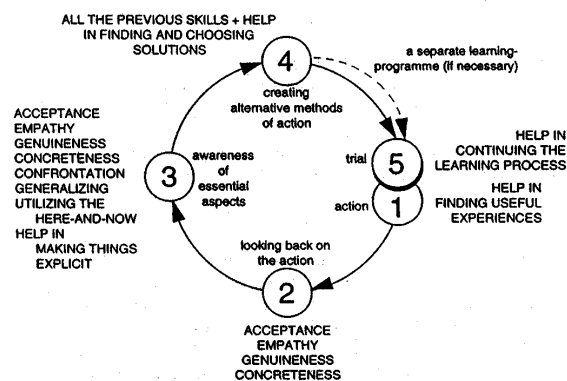 ALL THE PREVIOUS SKILLS + HELP
IN FINDING AND CHOOSING
SOLUTIONS
4
a separate learning-
programme (if necessary)
creating
alternative methods
of action
ACCEPTANCE
EMPATHY
GENUINENESS
CONCRETENESS
CONFRONTATION
GENERALIZING
UTILIZING THE
HERE-AND-NOW
HELP IN
MAKING THINGS
EXPLICIT
3
awareness
of
essential
aspects
trial
5
HELP IN
CONTINUING THE
LEARNING PROCESS
action
1
HELP IN
FINDING USEFUL
EXPERIENCES
looking back on
the action
2
ACCEPTANCE
EMPATHY
GENUINENESS
CONCRETENESS